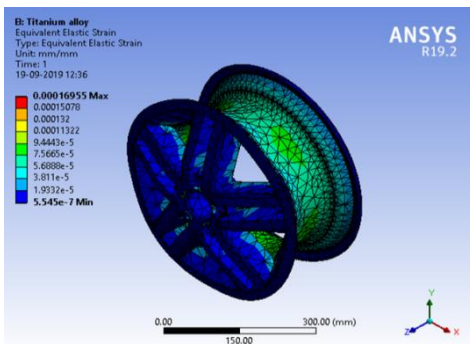 B: Titanium alloy
Equivalent Elastic Strain
Type: Equivalent Elastic Strain
Unit: mm/mm
Time: 1
19-09-2019 12:36
ANSYS
R19.2
0.00016955 Max
0.00015078
0.000132
0.00011322
9.4443e-5
7.5665e-5
5.6888e-5
3.811e-5
1.9332e-5
5.545e-7 Min
0.00
300.00 (mm)
150.00
Y
Z
X